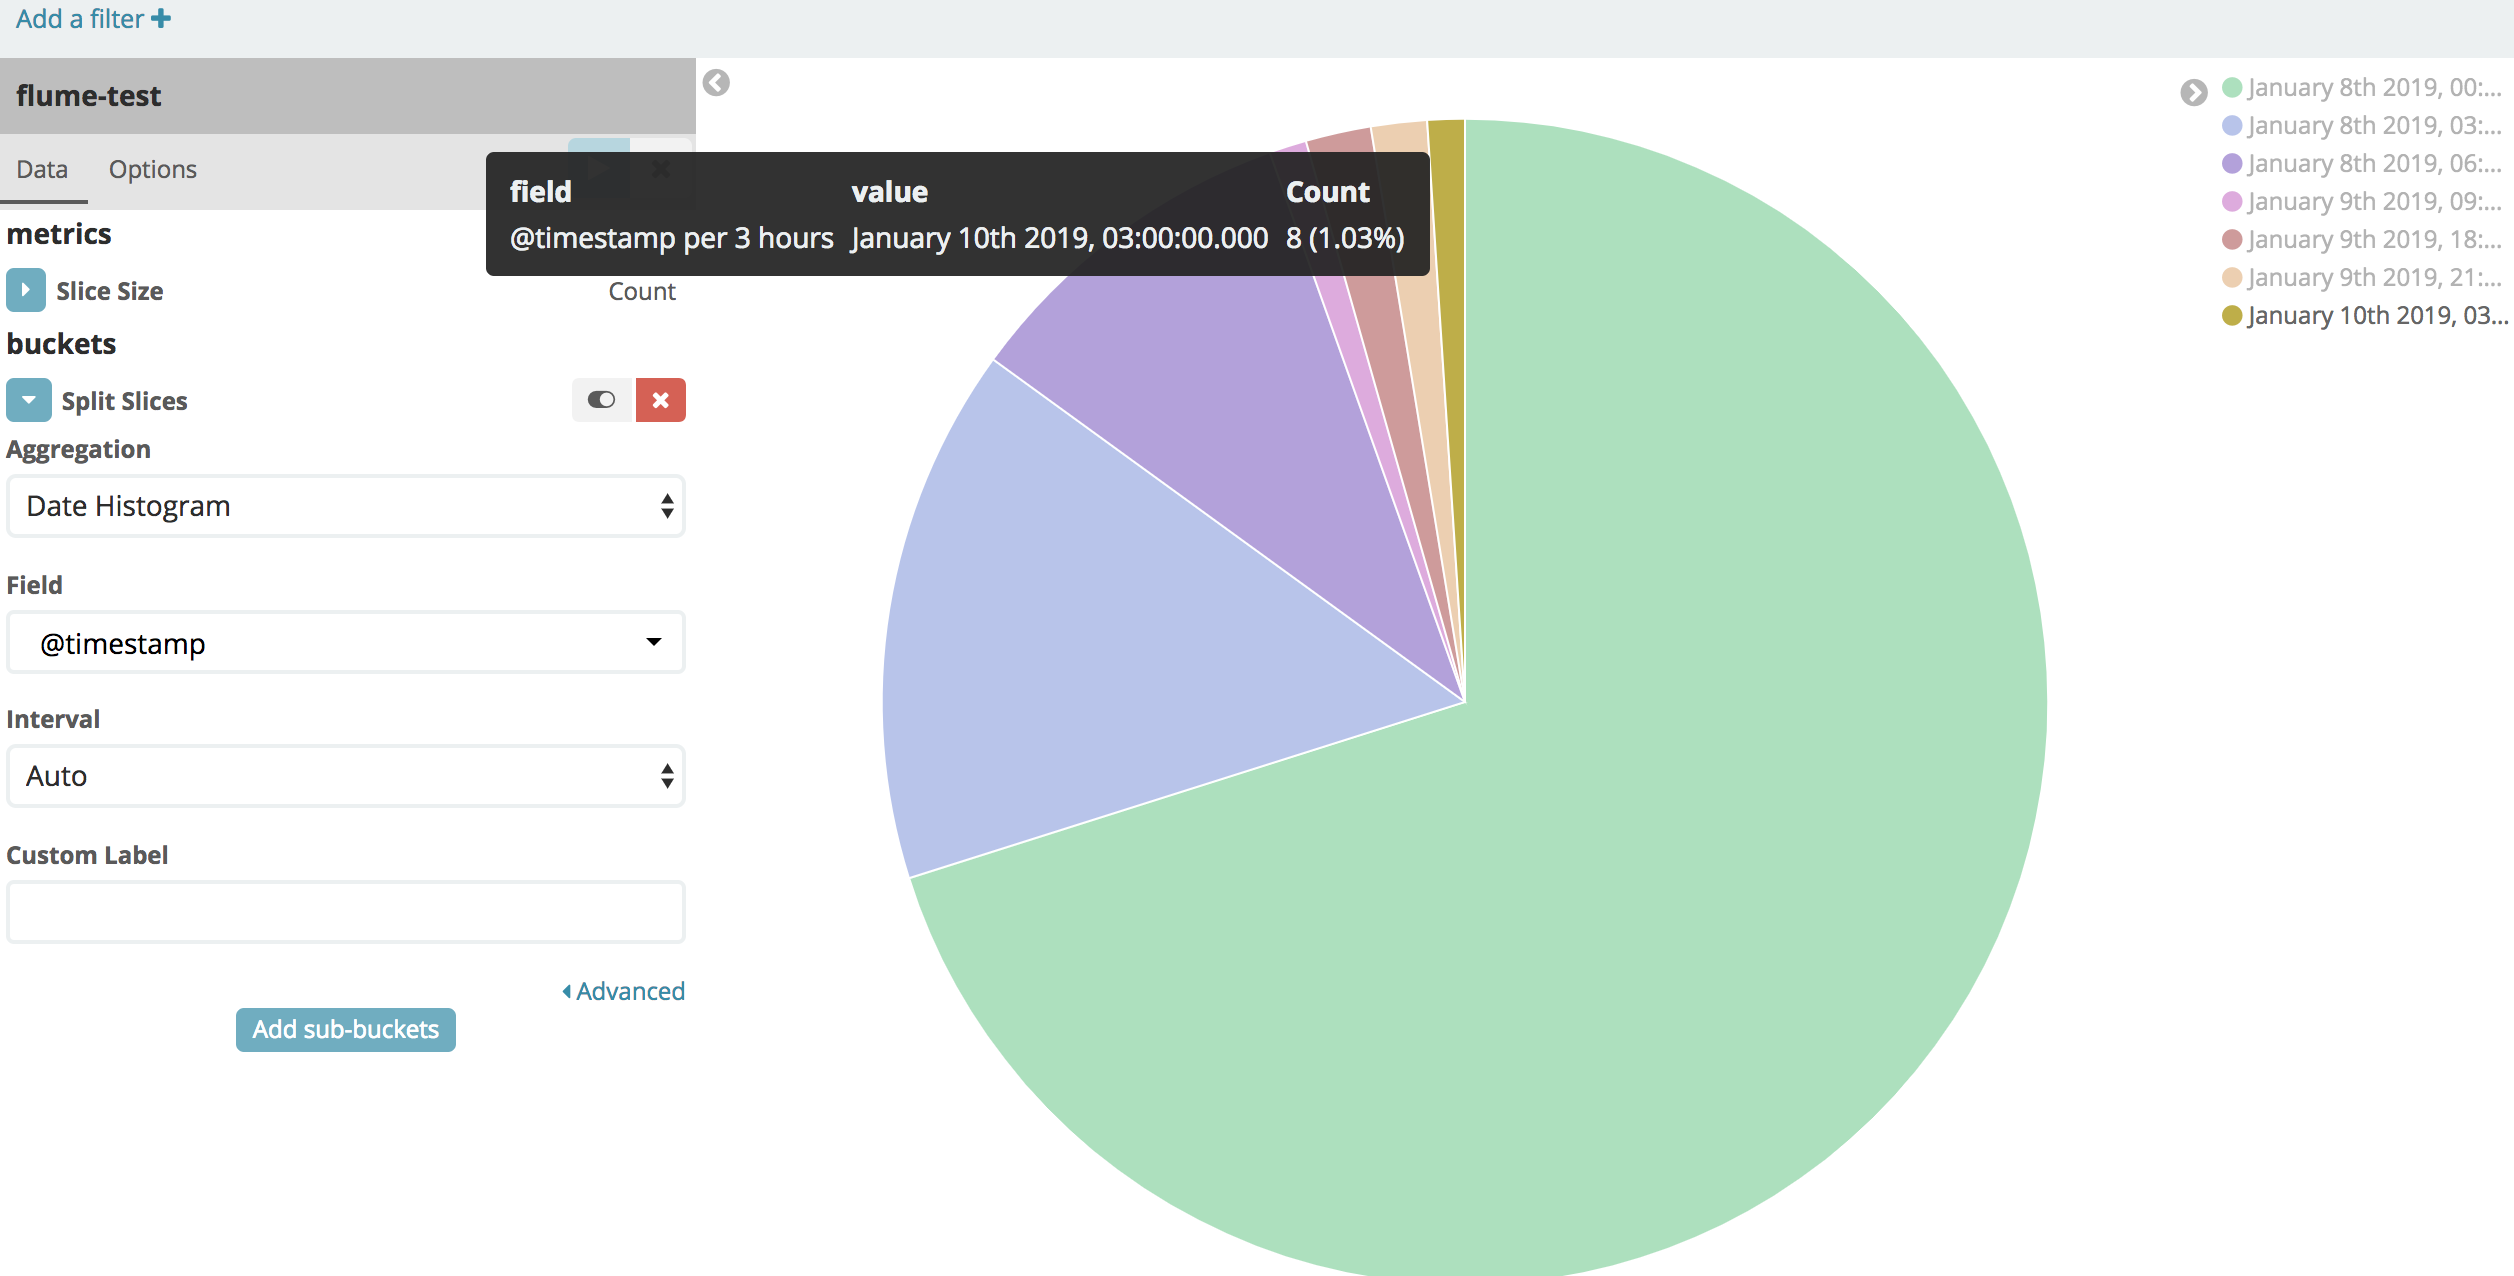 Add a filter
flume-test
Data Options
field value Count
@timestamp per 3 hours January 10th 2019, 03:00:00.000 8 (1.03%)
metrics
Slice Size Count
buckets
Split Slices
Aggregation
Date Histogram
Field
@timestamp
Interval
Auto
Custom Label
Advanced
Add sub-buckets
January 8th 2019, 00:...
January 8th 2019, 03:...
January 8th 2019, 06:...
January 9th 2019, 09:...
January 9th 2019, 18:...
January 9th 2019, 21:...
January 10th 2019, 03...